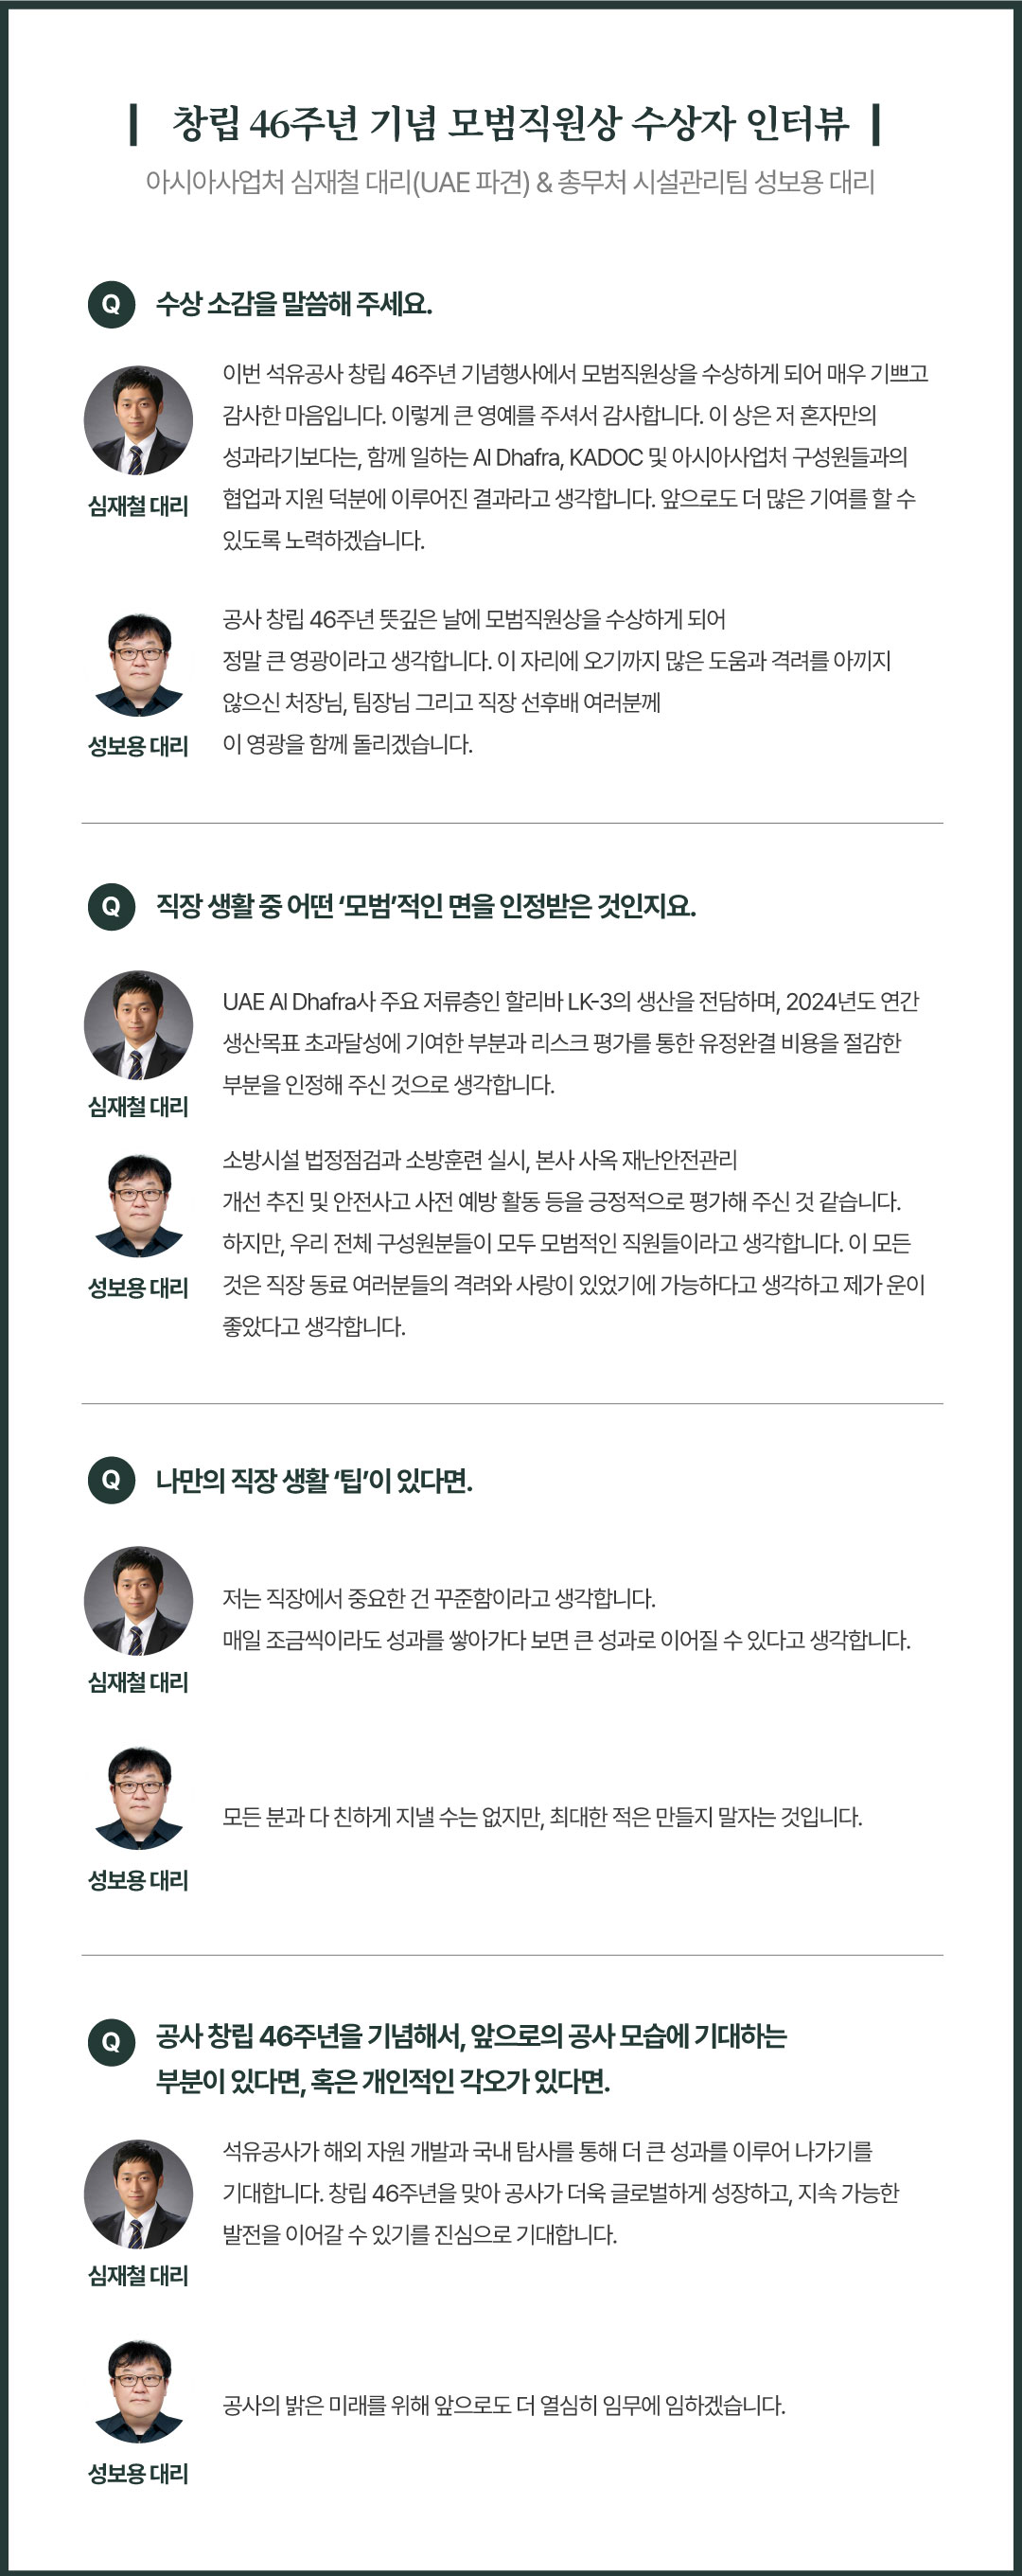 창립 46주년 기념 모범직원상 수상자 인터뷰
아시아사업처 심재철 대리(UAE 파견) & 총무처 시설관리팀 성보용 대리
Q 수상 소감을 말씀해 주세요.
심재철 대리
이번 석유공사 창립 46주년 기념행사에서 모범직원상을 수상하게 되어 매우 기쁘고
감사한 마음입니다. 이렇게 큰 영예를 주셔서 감사합니다. 이 상은 저 혼자만의
성과라기보다는, 함께 일하는 Al Dhafra, KADOC 및 아시아사업처 구성원들과의
협업과 지원 덕분에 이루어진 결과라고 생각합니다. 앞으로도 더 많은 기여를 할 수
있도록 노력하겠습니다.
성보용 대리
공사 창립 46주년 뜻깊은 날에 모범직원상을 수상하게 되어
정말 큰 영광이라고 생각합니다. 이 자리에 오기까지 많은 도움과 격려를 아끼지
않으신 처장님, 팀장님 그리고 직장 선후배 여러분께
이 영광을 함께 돌리겠습니다.
Q 직장 생활 중 어떤 ‘모범’적인 면을 인정받은 것인지요.
심재철 대리
UAE Al Dhafra사 주요 저류층인 할리바 LK-3의 생산을 전담하며, 2024년도 연간
생산목표 초과달성에 기여한 부분과 리스크 평가를 통한 유정완결 비용을 절감한
부분을 인정해 주신 것으로 생각합니다.
성보용 대리
소방시설 법정점검과 소방훈련 실시, 본사 사옥 재난안전관리
개선 추진 및 안전사고 사전 예방 활동 등을 긍정적으로 평가해 주신 것 같습니다.
하지만, 우리 전체 구성원분들이 모두 모범적인 직원들이라고 생각합니다. 이 모든
것은 직장 동료 여러분들의 격려와 사랑이 있었기에 가능하다고 생각하고 제가 운이
좋았다고 생각합니다.
Q 나만의 직장 생활 ‘팁’이 있다면.
심재철 대리
저는 직장에서 중요한 건 꾸준함이라고 생각합니다.
매일 조금씩이라도 성과를 쌓아가다 보면 큰 성과로 이어질 수 있다고 생각합니다.
성보용 대리
모든 분과 다 친하게 지낼 수는 없지만, 최대한 적은 만들지 말자는 것입니다.
Q 공사 창립 46주년을 기념해서, 앞으로의 공사 모습에 기대하는
부분이 있다면, 혹은 개인적인 각오가 있다면.
심재철 대리
석유공사가 해외 자원 개발과 국내 탐사를 통해 더 큰 성과를 이루어 나가기를
기대합니다. 창립 46주년을 맞아 공사가 더욱 글로벌하게 성장하고, 지속 가능한
발전을 이어갈 수 있기를 진심으로 기대합니다.
성보용 대리
공사의 밝은 미래를 위해 앞으로도 더 열심히 임무에 임하겠습니다.